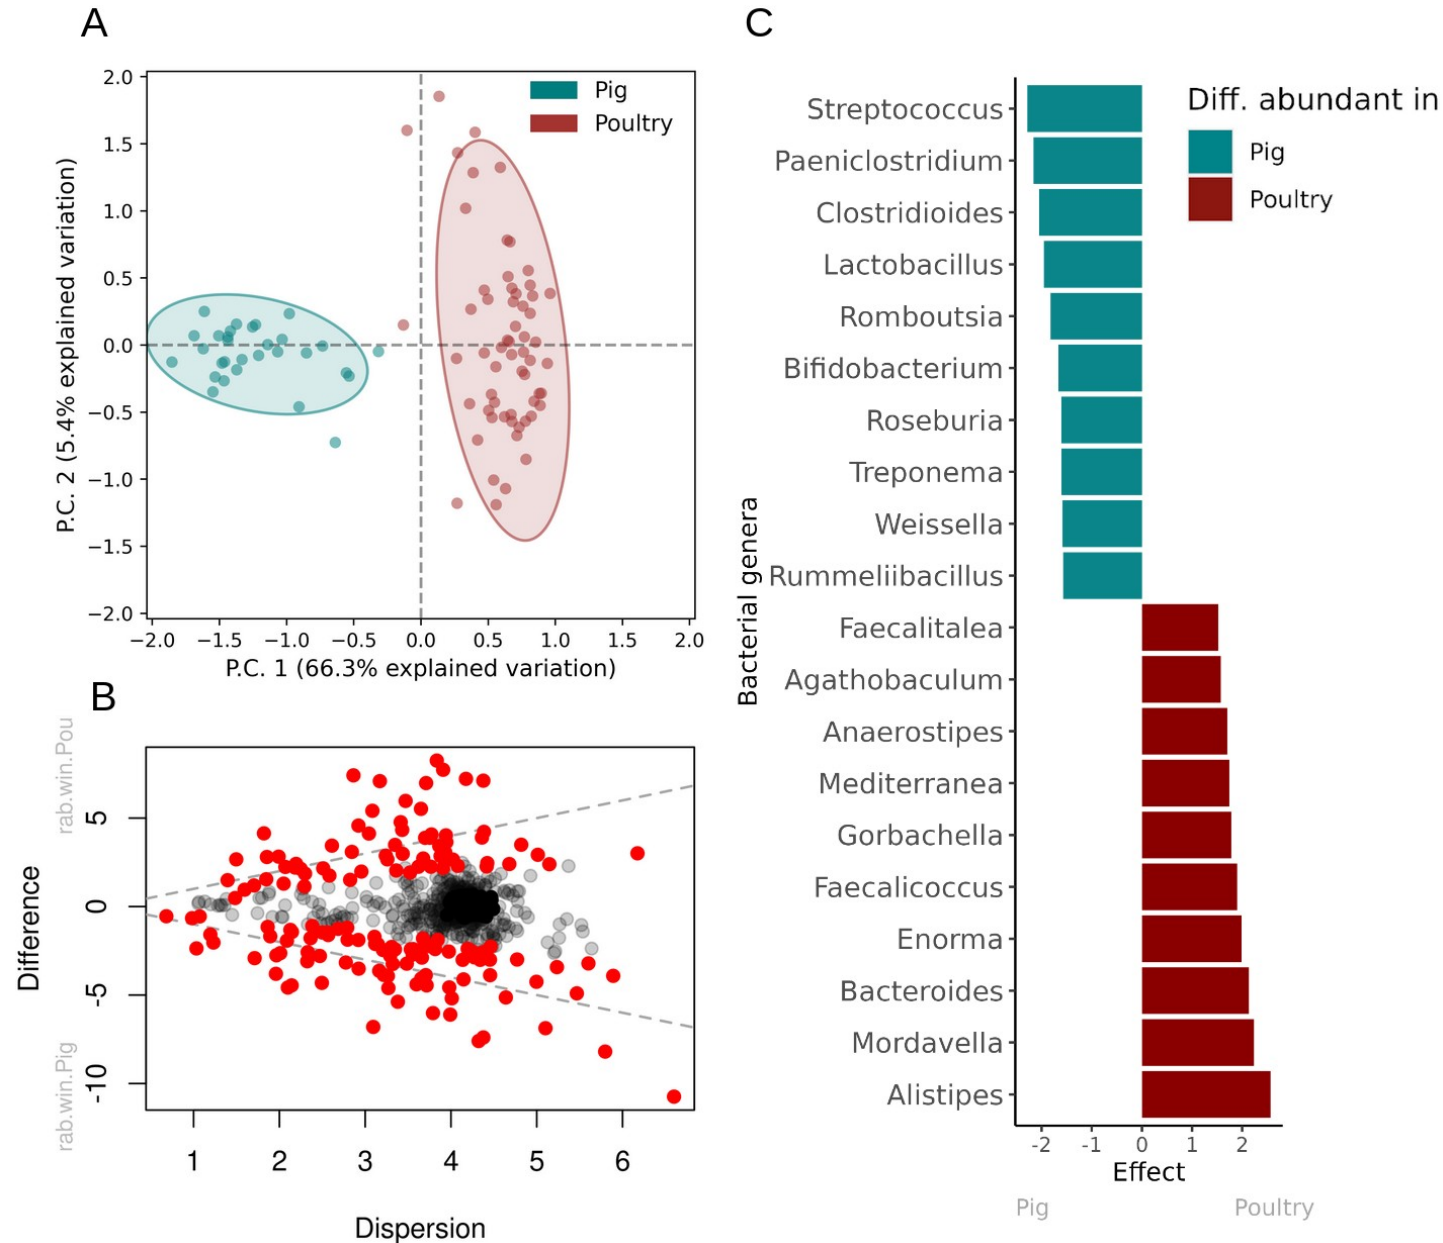 A
2.0
1.5
1.0
0.5
0.0
−0.5
−1.0
−1.5
−2.0
P.C. 2 (5.4% explained variation)
Pig
Poultry
−2.0 −1.5 −1.0 −0.5 0.0 0.5 1.0 1.5 2.0
P.C. 1 (66.3% explained variation)
B
rab.win.Pou
rab.win.Pig
Difference
5
0
-5
-10
1 2 3 4 5 6
Dispersion
C
Diff. abundant in
Pig
Poultry
Bacterial genera
Streptococcus
Paeniclostridium
Clostridioides
Lactobacillus
Romboutsia
Bifidobacterium
Roseburia
Treponema
Weissella
Rummeliibacillus
Faecalitalea
Agathobaculum
Anaerostipes
Mediterranea
Gorbachella
Faecalicoccus
Enorma
Bacteroides
Mordavella
Alistipes
-2 -1 0 1 2
Effect
Pig Poultry